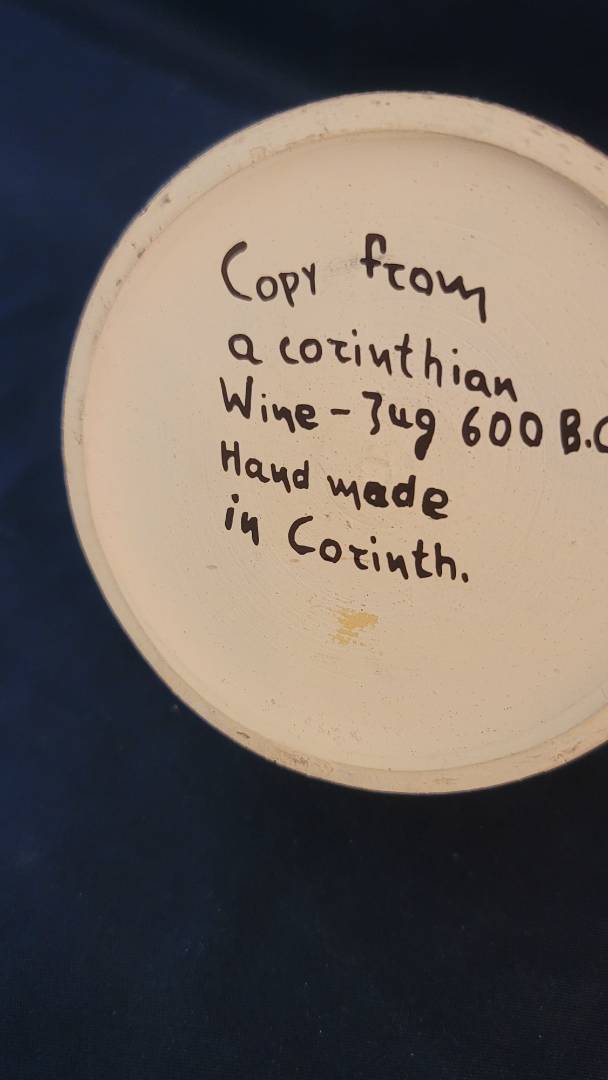 Copy from
a corinthian
Wine-Jug 600 B.C
Hand made
in Corinth.